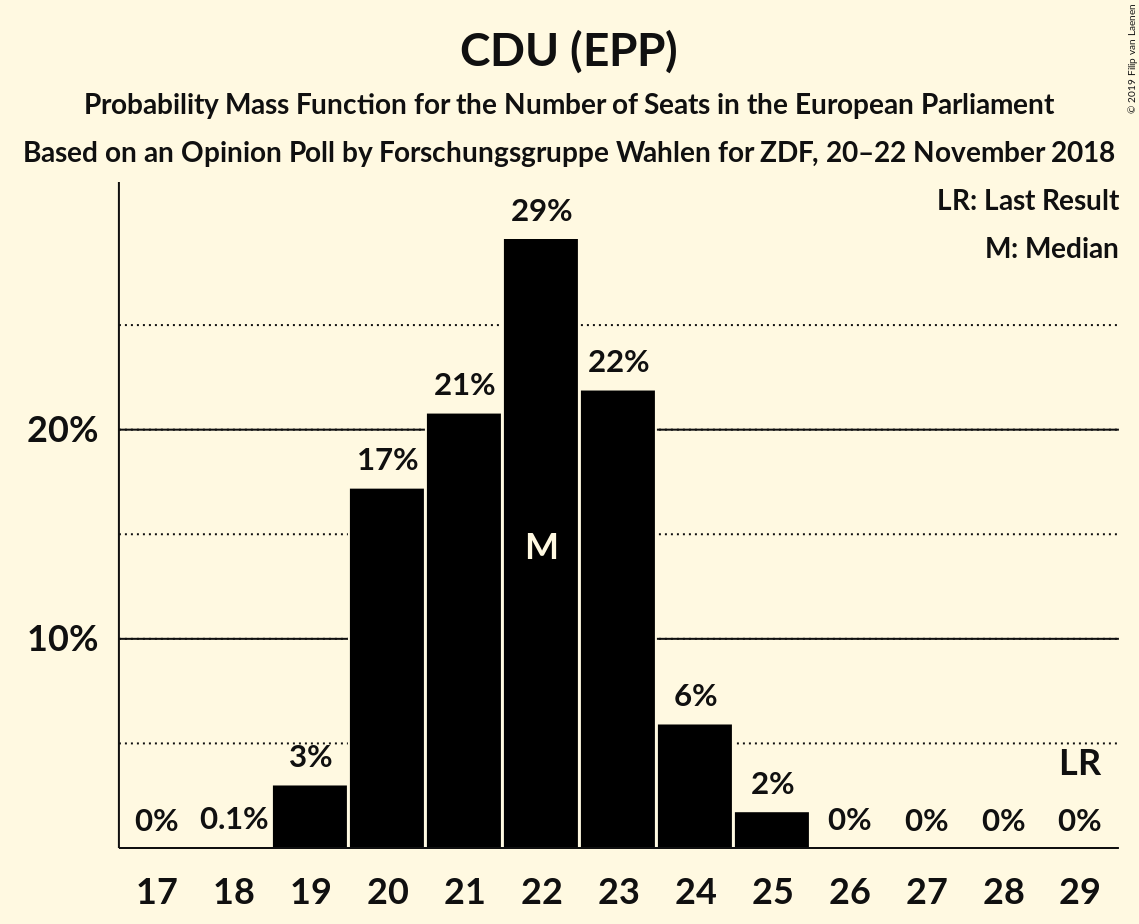 CDU (EPP)
Probability Mass Function for the Number of Seats in the European Parliament
Based on an Opinion Poll by Forschungsgruppe Wahlen for ZDF, 20–22 November 2018
© 2019 Filip van Laenen
LR: Last Result
M: Median
29%
22%
21%
20%
17%
M
10%
6%
3%
LR
2%
0% 0.1% 0% 0% 0% 0%
17 18 19 20 21 22 23 24 25 26 27 28 29